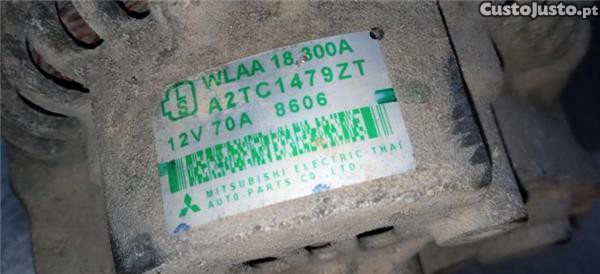 CustoJusto.pt
WLAA 18.300A
A2TC1479ZT
12V 70A 8606
MITSUBISHI ELECTRIC THAI
AUTO-PARTS CO., LTD.